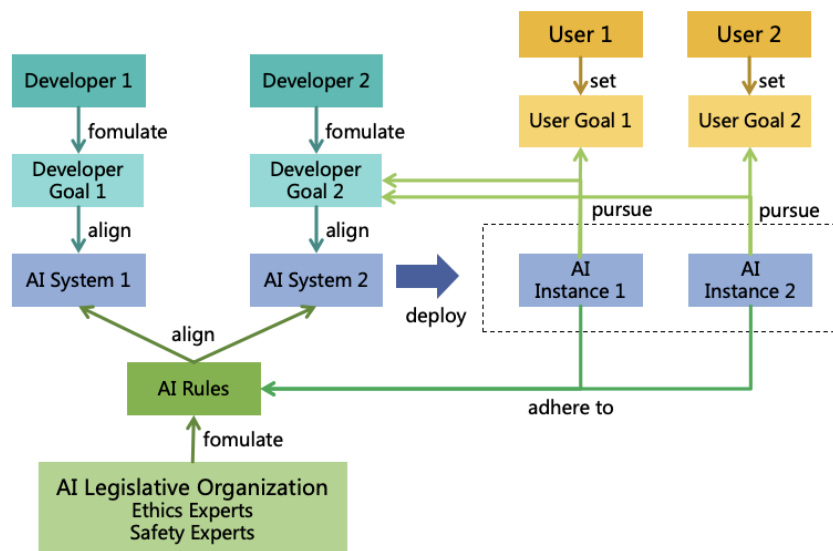 User 1
User 2
Developer 1
Developer 2
set
set
fomulate
fomulate
User Goal 1
User Goal 2
Developer
Goal 1
Developer
Goal 2
align
align
pursue
pursue
AI System 1
AI System 2
AI
Instance 1
AI
Instance 2
deploy
align
AI Rules
adhere to
fomulate
AI Legislative Organization
Ethics Experts
Safety Experts